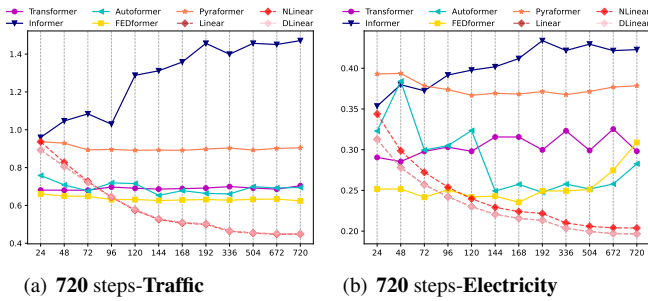 Transformer Autoformer Pyraformer NLinear
Informer FEDformer Linear DLinear
1.4
1.2
1.0
0.8
0.6
0.4
24 48 72 96 120 144 168 192 336 504 672 720
(a) 720 steps-Traffic
Transformer Autoformer Pyraformer NLinear
Informer FEDformer Linear DLinear
0.40
0.35
0.30
0.25
0.20
24 48 72 96 120 144 168 192 336 504 672 720
(b) 720 steps-Electricity